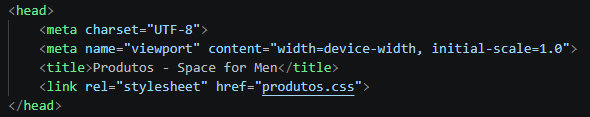 <head>
<meta charset="UTF-8">
<meta name="viewport" content="width=device-width, initial-scale=1.0">
<title>Produtos - Space for Men</title>
<link rel="stylesheet" href="produtos.css">
</head>